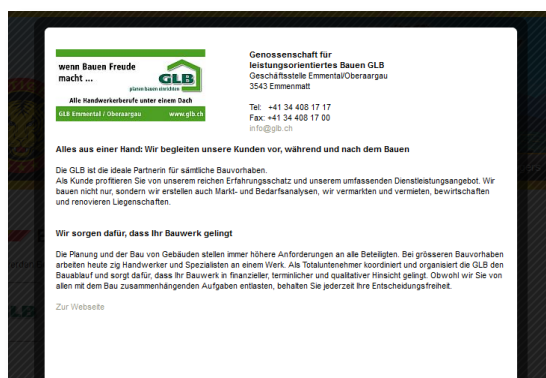 wenn Bauen Freude
macht ...
GLB
planen bauen einrichten
Alle Handwerkerberufe unter einem Dach
GLB Emmental / Oberaargau www.glb.ch
Genossenschaft für
leistungsorientiertes Bauen GLB
Geschäftsstelle Emmental/Oberaargau
3543 Emmenmatt
Tel: +41 34 408 17 17
Fax: +41 34 408 17 00
info@glb.ch
Alles aus einer Hand: Wir begleiten unsere Kunden vor, während und nach dem Bauen
Die GLB ist die ideale Partnerin für sämtliche Bauvorhaben.
Als Kunde profitieren Sie von unserem reichen Erfahrungsschatz und unserem umfassenden Dienstleistungsangebot. Wir
bauen nicht nur, sondern wir erstellen auch Markt- und Bedarfsanalysen, wir vermarkten und vermieten, bewirtschaften
und renovieren Liegenschaften.
Wir sorgen dafür, dass Ihr Bauwerk gelingt
Die Planung und der Bau von Gebäuden stellen immer höhere Anforderungen an alle Beteiligten. Bei grösseren Bauvorhaben
arbeiten heute zig Handwerker und Spezialisten an einem Werk. Als Totalunternehmer koordiniert und organisiert die GLB den
Bauablauf und sorgt dafür, dass Ihr Bauwerk in finanzieller, terminlicher und qualitativer Hinsicht gelingt. Obwohl wir Sie von
allen mit dem Bau zusammenhängenden Aufgaben entlasten, behalten Sie jederzeit Ihre Entscheidungsfreiheit.
Zur Webseite